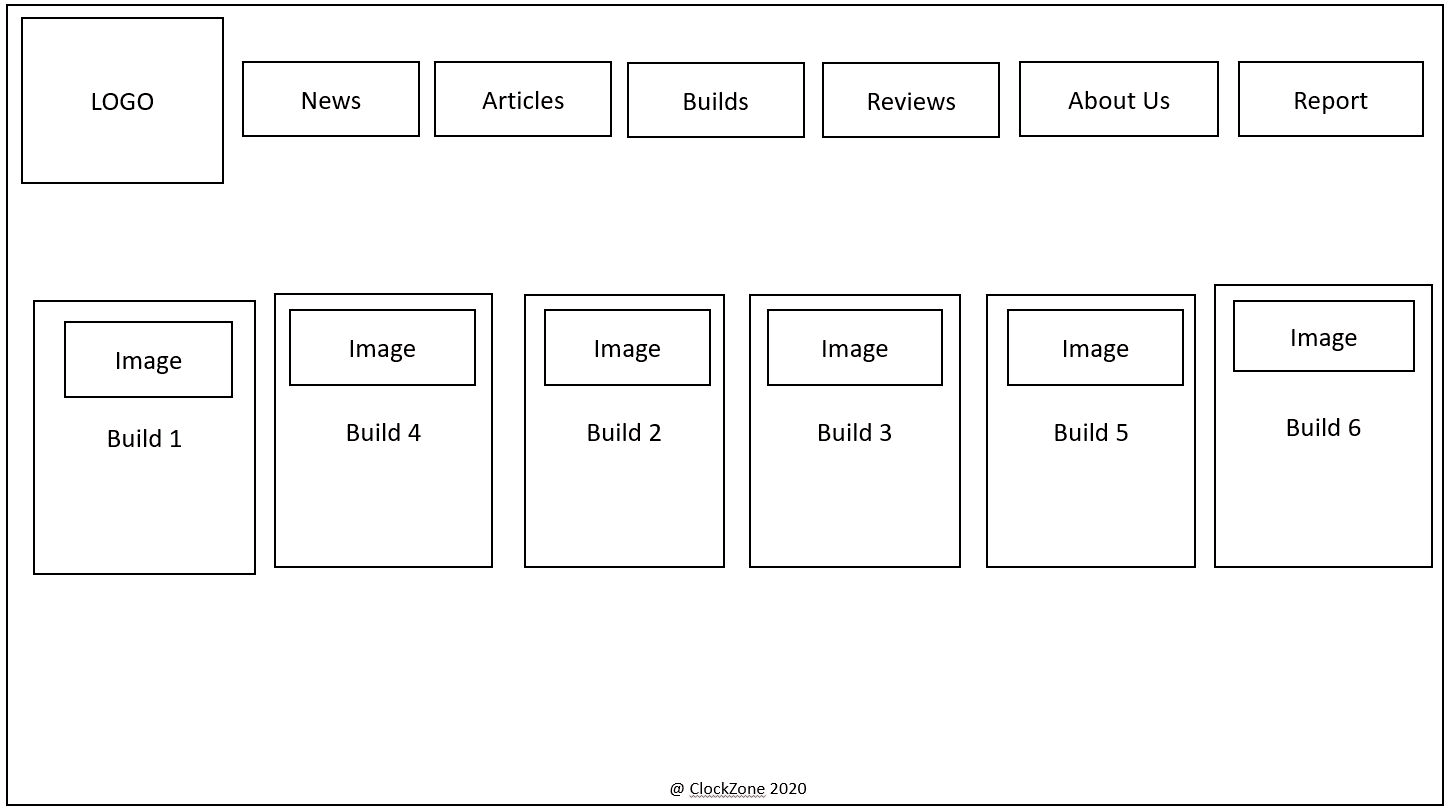 LOGO
News
Articles
Builds
Reviews
About Us
Report
Image
Build 1
Image
Build 4
Image
Build 2
Image
Build 3
Image
Build 5
Image
Build 6
@ ClockZone 2020